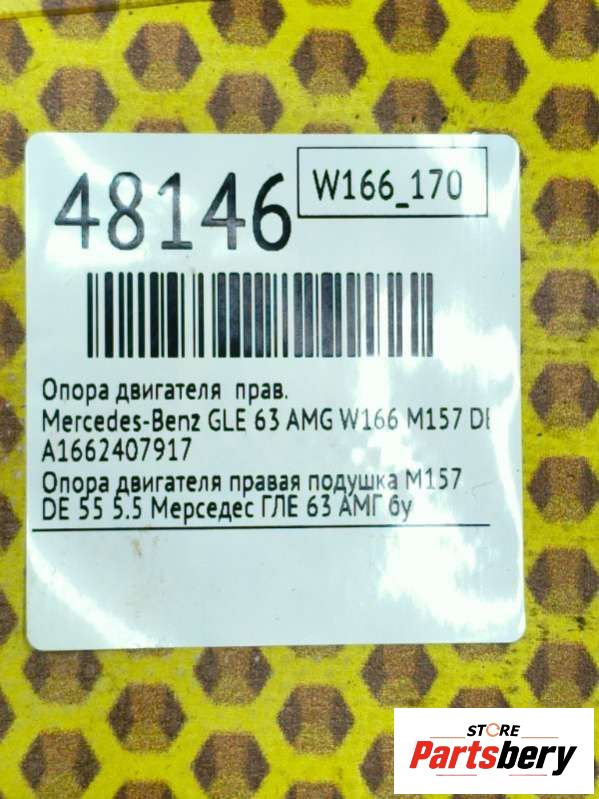 48146
W166_170
Опора двигателя прав.
Mercedes-Benz GLE 63 AMG W166 M157 DE
A1662407917
Опора двигателя правая подушка М157
DE 55 5.5 Мерседес ГЛЕ 63 АМГ бу
STORE
Partsbery